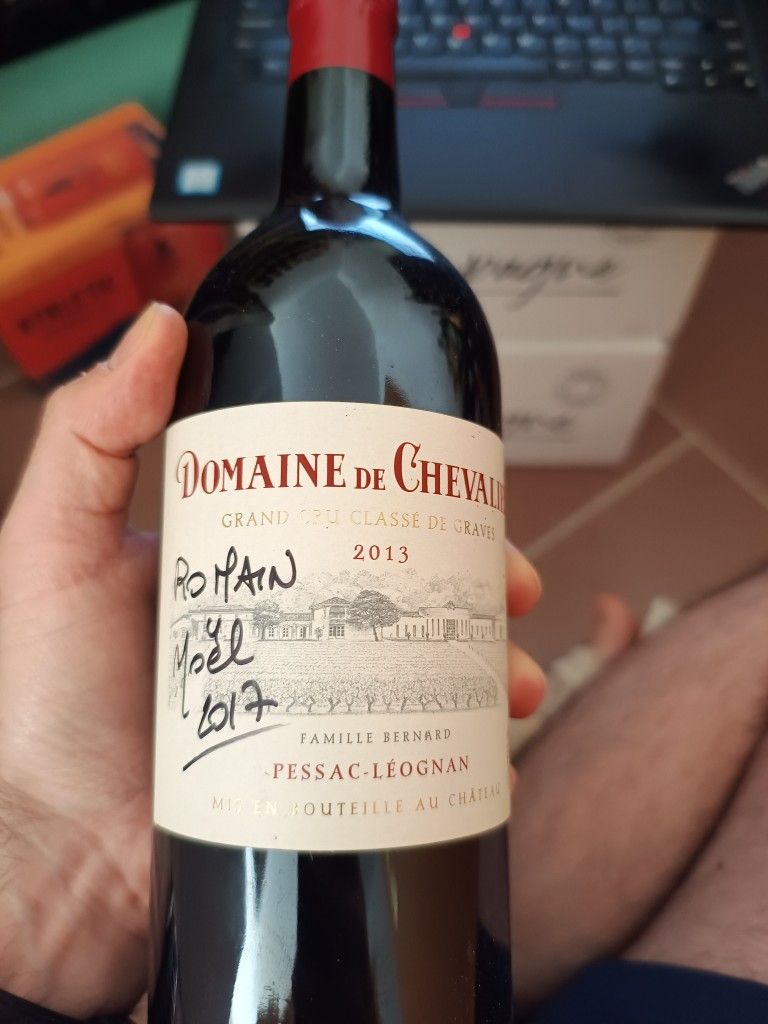 DOMAINE DE CHEVALIE
GRAND CRU CLASSÉ DE GRAVES
2013
ROMAIN
Noël
2017
FAMILLE BERNARD
PESSAC-LÉOGNAN
MIS EN BOUTEILLE AU CHÂTEAU